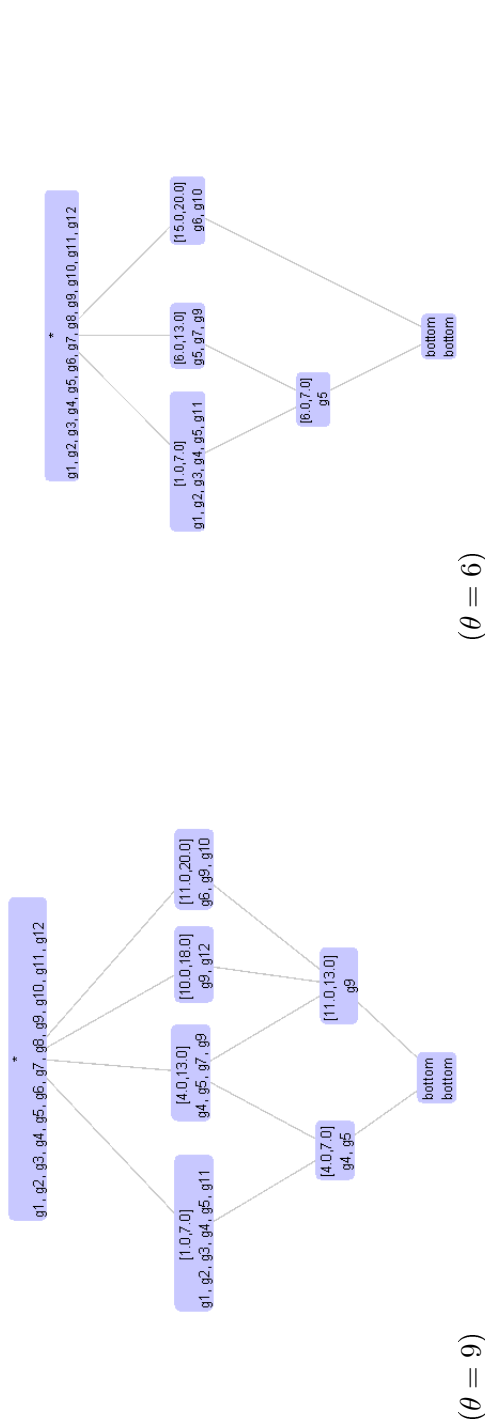 *
g1, g2, g3, g4, g5, g6, g7, g8, g9, g10, g11, g12
[1.0,7.0]
g1, g2, g3, g4, g5, g11
[4.0,13.0]
g4, g5, g7, g9
[10.0,18.0]
g9, g12
[11.0,20.0]
g6, g9, g10
[4.0,7.0]
g4, g5
[11.0,13.0]
g9
bottom
bottom
(θ = 9)
*
g1, g2, g3, g4, g5, g6, g7, g8, g9, g10, g11, g12
[1.0,7.0]
g1, g2, g3, g4, g5, g11
[6.0,13.0]
g5, g7, g9
[15.0,20.0]
g6, g10
[6.0,7.0]
g5
bottom
bottom
(θ = 6)